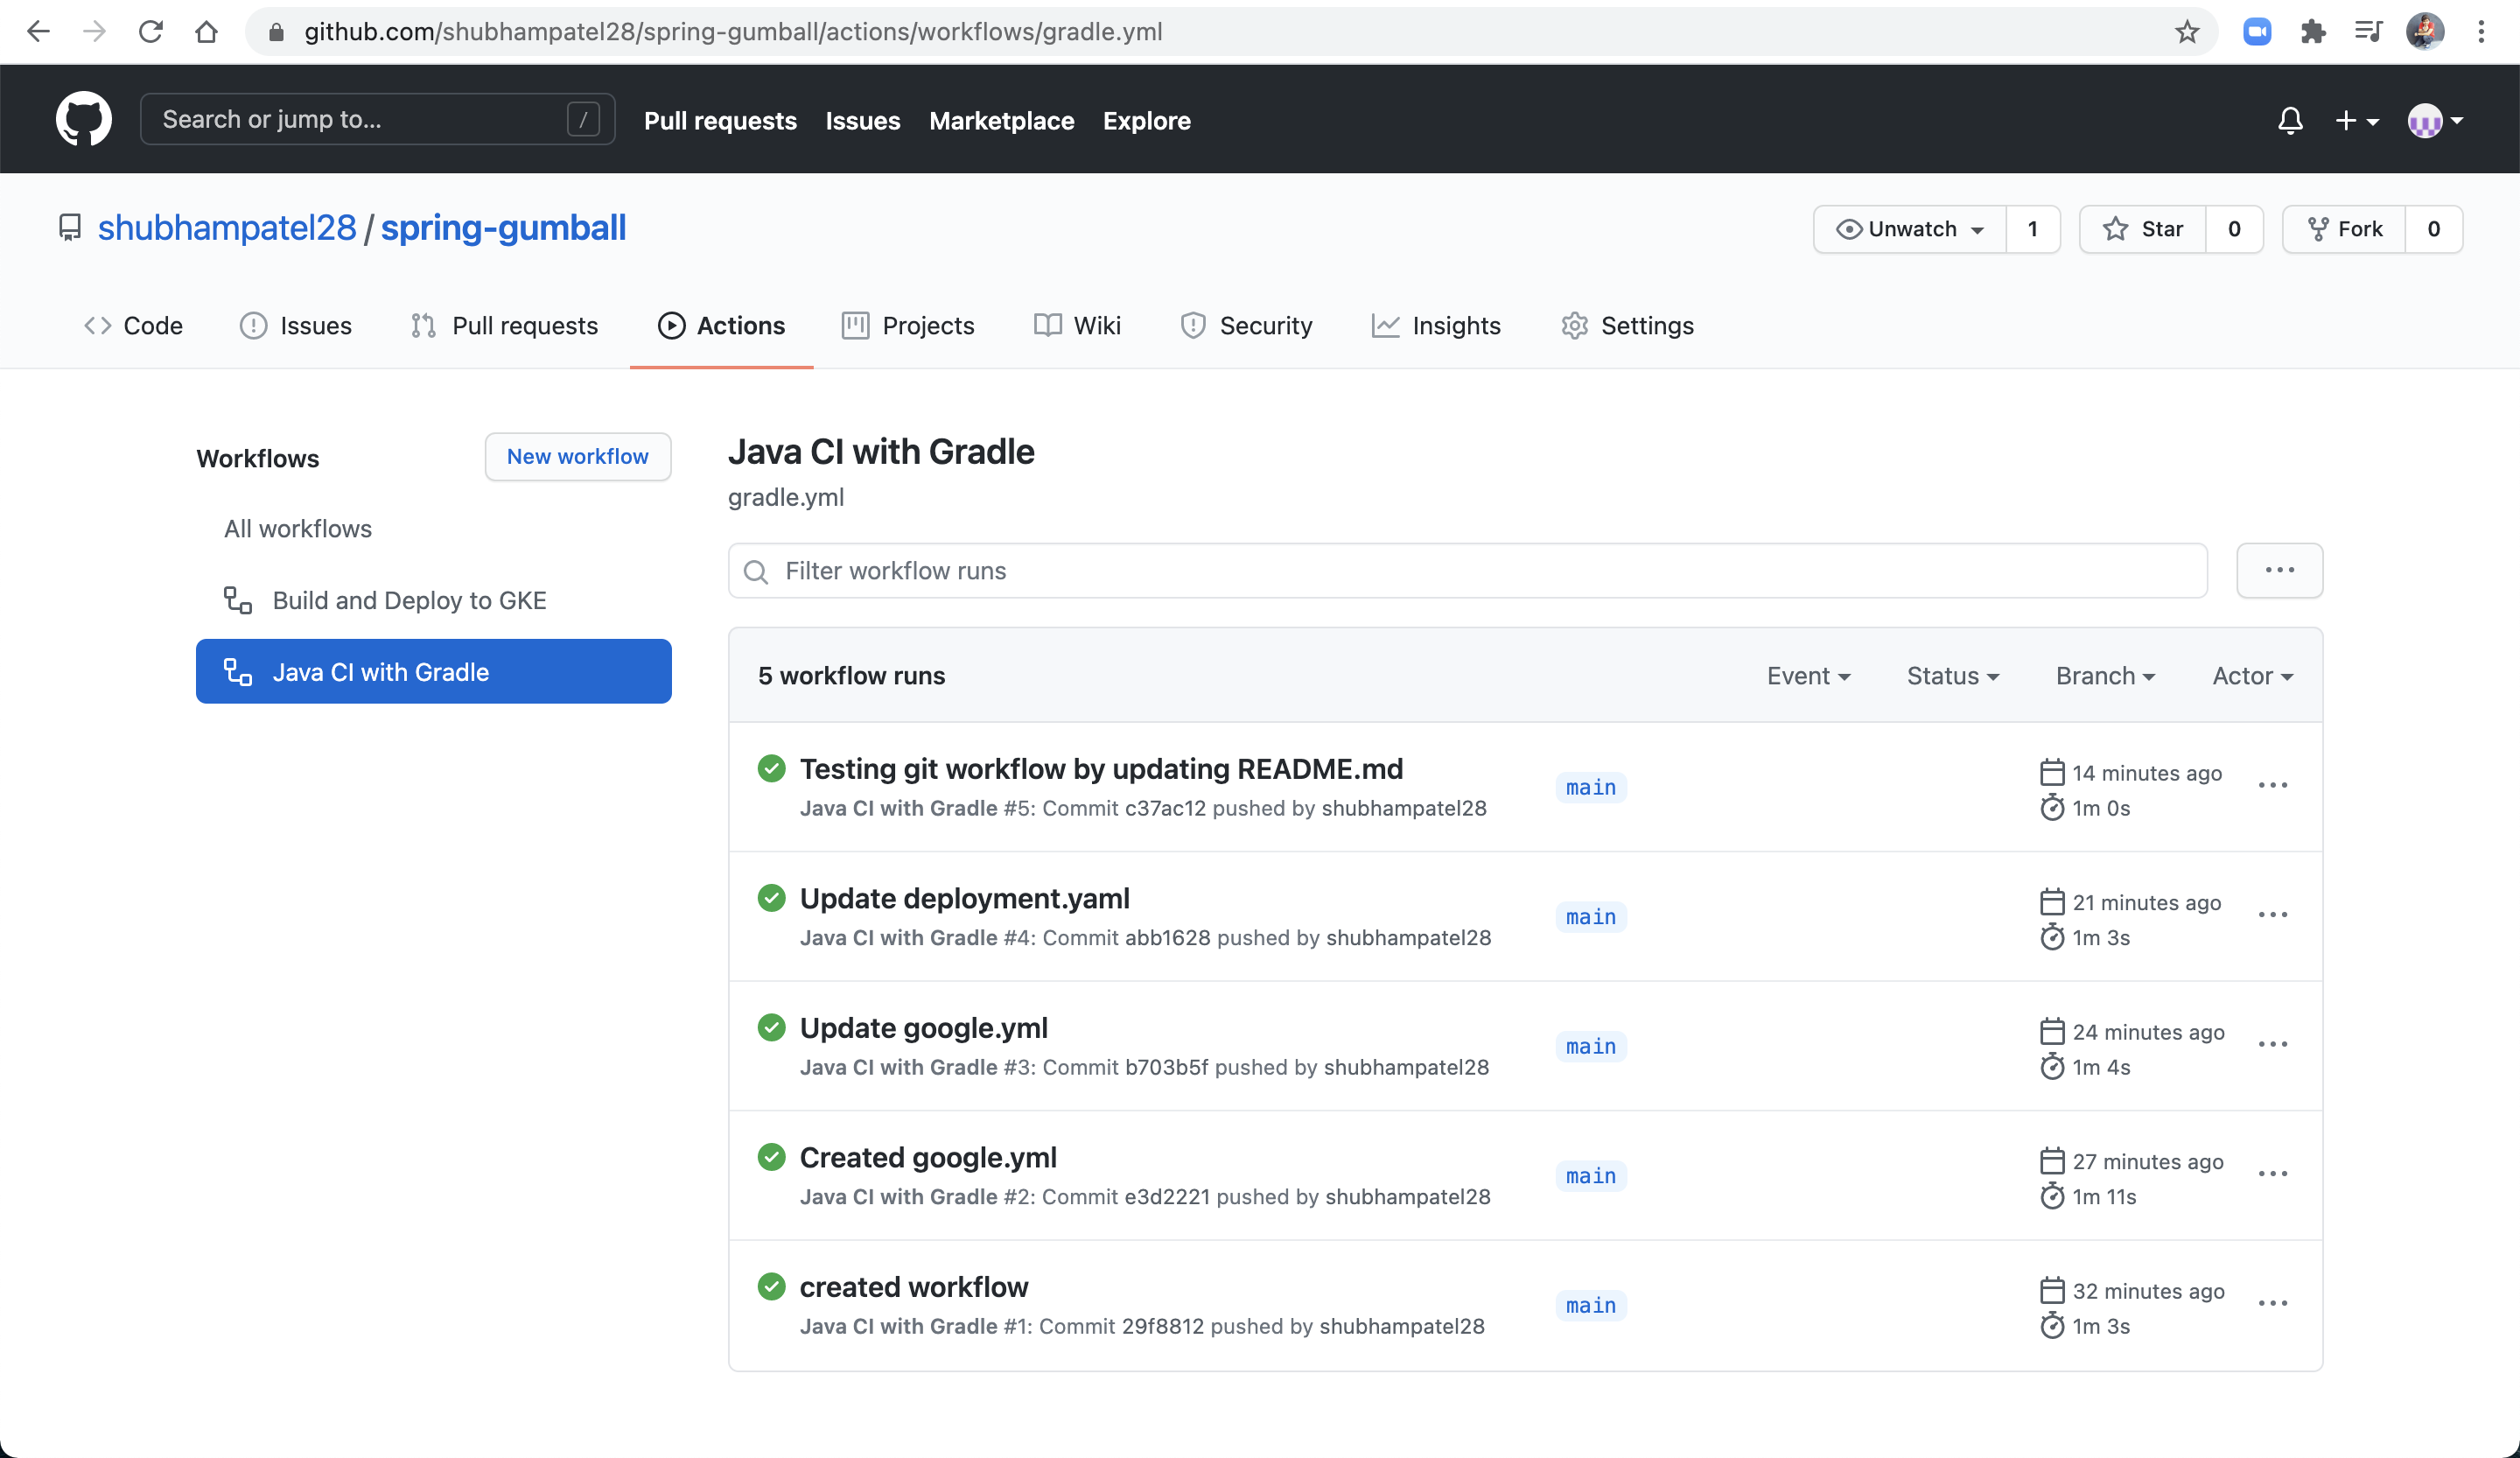 github.com/shubhampatel28/spring-gumball/actions/workflows/gradle.yml
Search or jump to... / Pull requests Issues Marketplace Explore
shubhampatel28 / spring-gumball Unwatch 1 Star 0 Fork 0
Code Issues Pull requests Actions Projects Wiki Security Insights Settings
Workflows New workflow
All workflows
Build and Deploy to GKE
Java CI with Gradle
Java CI with Gradle
gradle.yml
Filter workflow runs
5 workflow runs Event Status Branch Actor
Testing git workflow by updating README.md
Java CI with Gradle #5: Commit c37ac12 pushed by shubhampatel28
main
14 minutes ago
1m 0s
Update deployment.yaml
Java CI with Gradle #4: Commit abb1628 pushed by shubhampatel28
main
21 minutes ago
1m 3s
Update google.yml
Java CI with Gradle #3: Commit b703b5f pushed by shubhampatel28
main
24 minutes ago
1m 4s
Created google.yml
Java CI with Gradle #2: Commit e3d2221 pushed by shubhampatel28
main
27 minutes ago
1m 11s
created workflow
Java CI with Gradle #1: Commit 29f8812 pushed by shubhampatel28
main
32 minutes ago
1m 3s